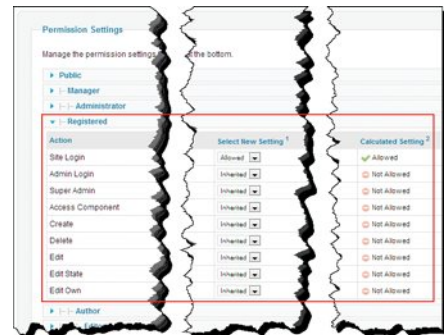 Permission Settings
Manage the permission settings t the bottom.
Public
|— Manager
|—|— Administrator
|— Registered
Action Select New Setting 1 Calculated Setting 2
Site Login Allowed Allowed
Admin Login Inherited Not Allowed
Super Admin Inherited Not Allowed
Access Component Inherited Not Allowed
Create Inherited Not Allowed
Delete Inherited Not Allowed
Edit Inherited Not Allowed
Edit State Inherited Not Allowed
Edit Own Inherited Not Allowed
|—|— Author